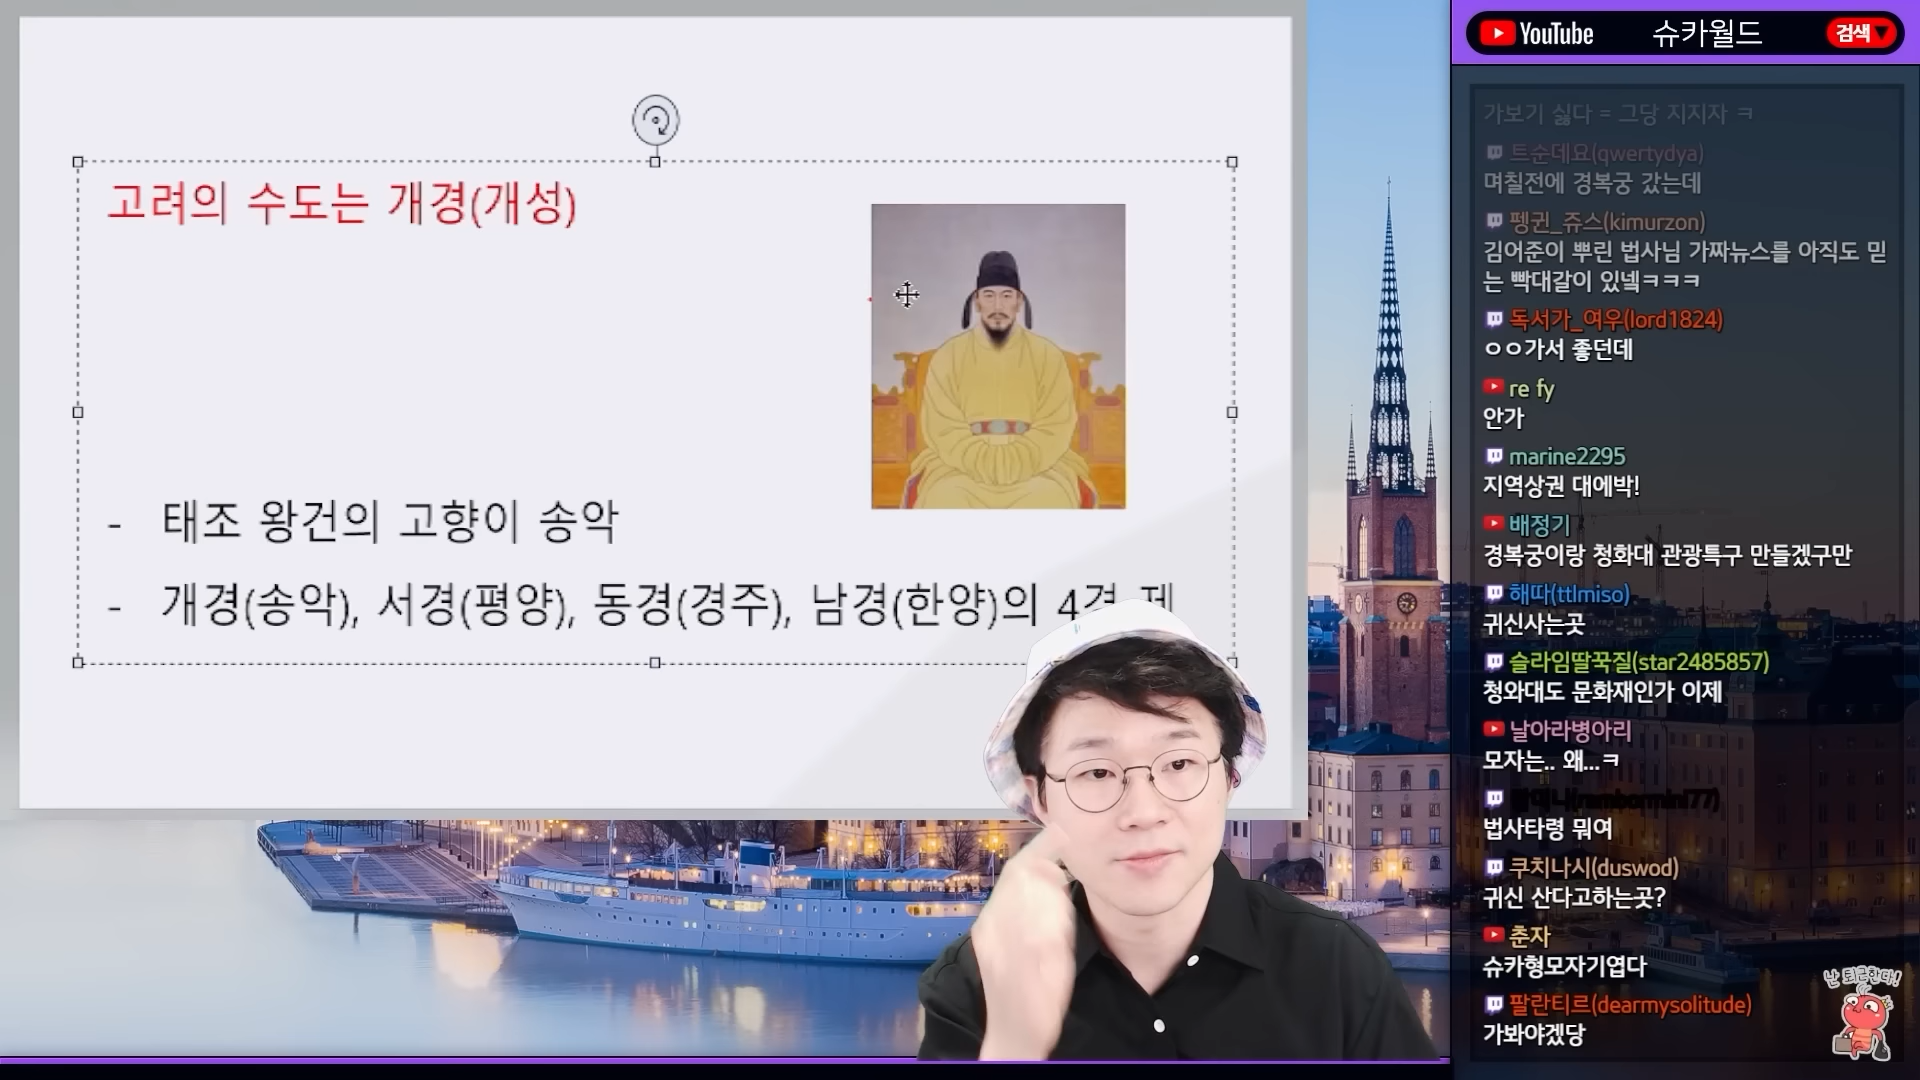 고려의 수도는 개경(개성)
- 태조 왕건의 고향이 송악
- 개경(송악), 서경(평양), 동경(경주), 남경(한양)의 4경 제
YouTube 슈카월드 검색▼
가보기 싫다 = 그당 지지자 ㅋ
트순데요(qwertydya)
며칠전에 경복궁 갔는데
펭귄_쥬스(kimurzon)
김어준이 뿌린 법사님 가짜뉴스를 아직도 믿
는 빡대갈이 있넼ㅋㅋㅋ
독서가_여우(lord1824)
ㅇㅇ가서 좋던데
re fy
안가
marine2295
지역상권 대에박!
배정기
경복궁이랑 청화대 관광특구 만들겠구만
해따(ttlmiso)
귀신사는곳
슬라임딸꾹질(star2485857)
청와대도 문화재인가 이제
날아라병아리
모자는.. 왜...ㅋ
법사타령 뭐여
쿠치나시(duswod)
귀신 산다고하는곳?
춘자
슈카형모자기엽다
팔란티르(dearmysolitude)
가봐야겠당
난 퇴근한다!